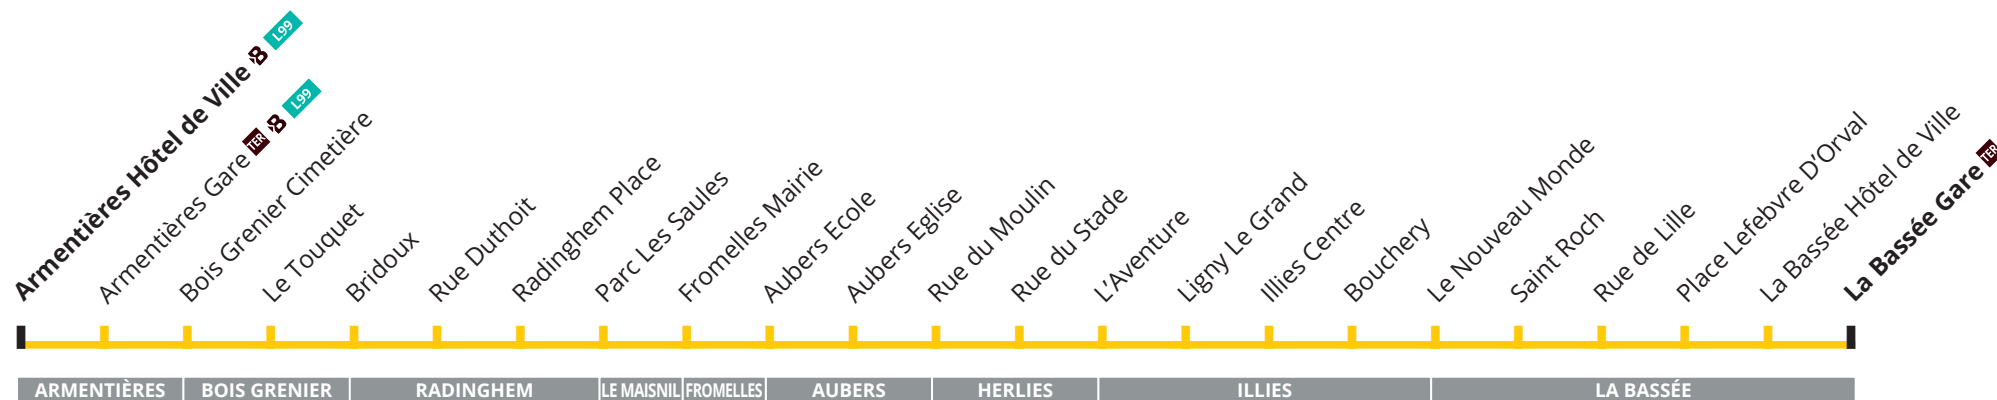 Armentières Hôtel de Ville B L99
Armentières Gare TER B L99
Bois Grenier Cimetière
Le Touquet
Bridoux
Rue Duthoit
Radinghem Place
Parc Les Saules
Fromelles Mairie
Aubers Ecole
Aubers Eglise
Rue du Moulin
Rue du Stade
L’Aventure
Ligny Le Grand
Illies Centre
Bouchery
Le Nouveau Monde
Saint Roch
Rue de Lille
Place Lefebvre D’Orval
La Bassée Hôtel de Ville
La Bassée Gare TER
ARMENTIÈRES
BOIS GRENIER
RADINGHEM
LE MAISNIL
FROMELLES
AUBERS
HERLIES
ILLIES
LA BASSÉE